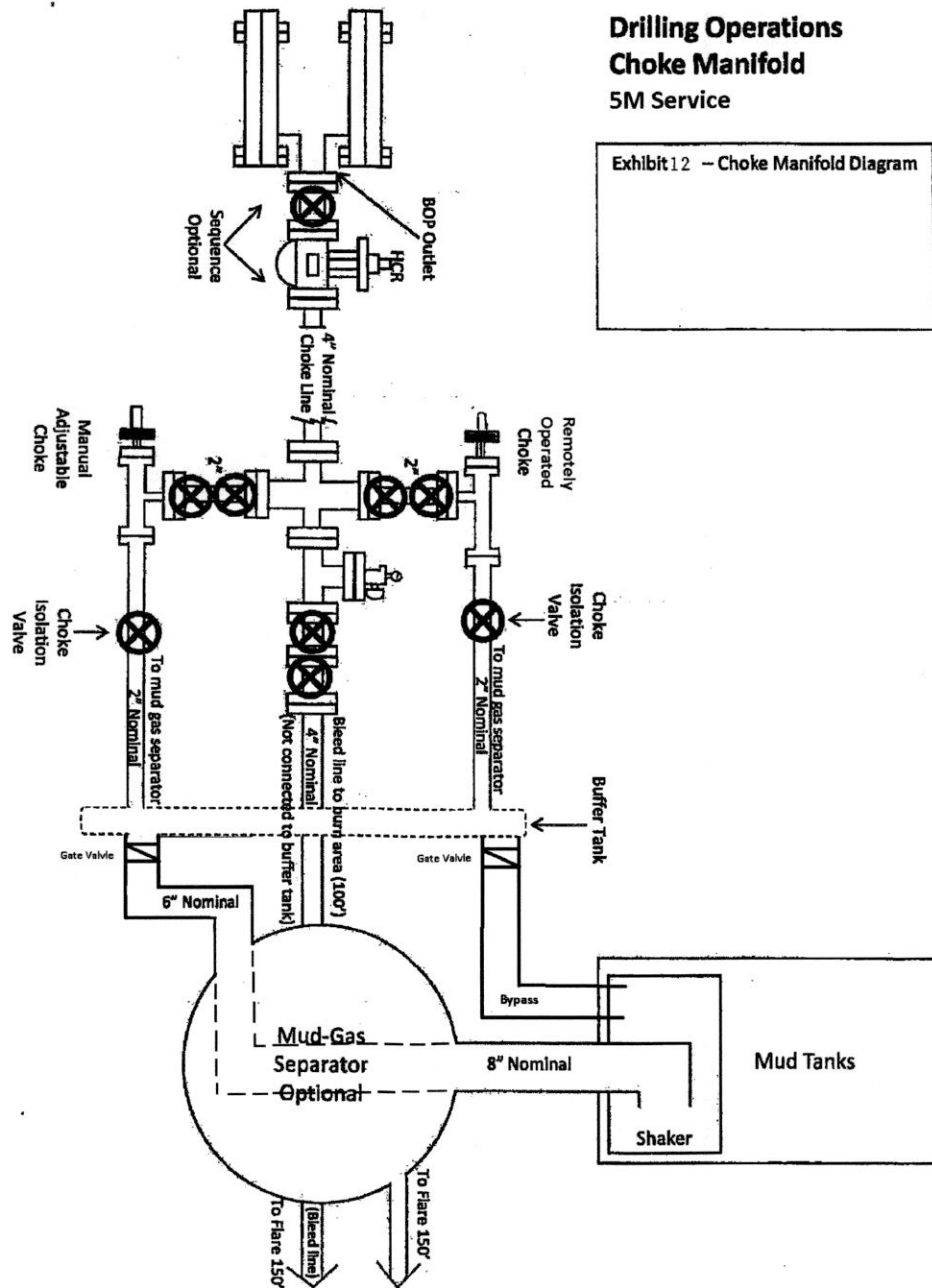 Drilling Operations
Choke Manifold
5M Service
Exhibit 12 – Choke Manifold Diagram
BOP Outlet
Sequence
Optional
HCR
4" Nominal
Choke Line
Manual
Adjustable
Choke
2"
2"
Remotely
Operated
Choke
Choke
Isolation
Valve
Choke
Isolation
Valve
To mud gas separator
2" Nominal
Bleed line to burn area (100')
4" Nominal
(Not connected to buffer tank)
To mud gas separator
2" Nominal
Buffer Tank
Gate Valvle
Gate Valvle
6" Nominal
Bypass
Mud-Gas
Separator
Optional
8" Nominal
Mud Tanks
Shaker
To Flare 150'
(Bleed line)
To Flare 150'